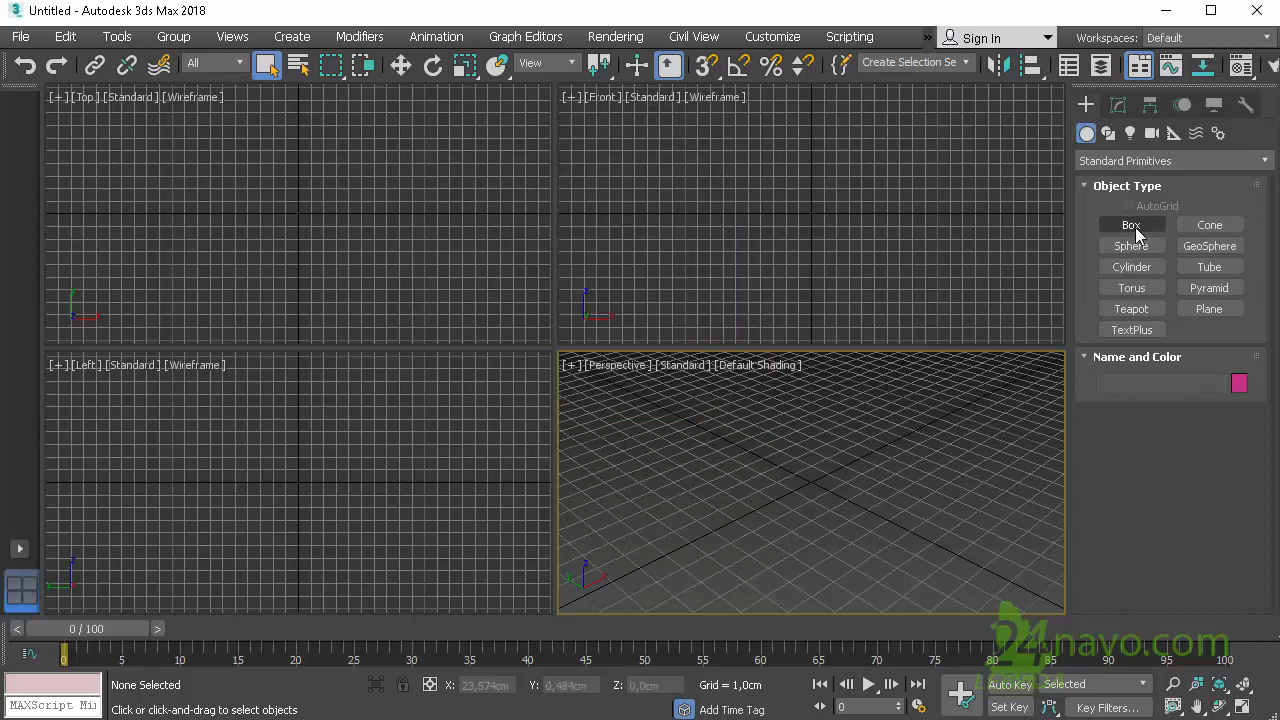 Untitled - Autodesk 3ds Max 2018
File Edit Tools Group Views Create Modifiers Animation Graph Editors Rendering Civil View Customize Scripting » Sign In Workspaces: Default
All View Create Selection Se
[+] [Top] [Standard] [Wireframe]
[+] [Front] [Standard] [Wireframe]
Standard Primitives
Object Type
AutoGrid
Box Cone
Sphere GeoSphere
Cylinder Tube
Torus Pyramid
Teapot Plane
TextPlus
Name and Color
[+] [Left] [Standard] [Wireframe]
[+] [Perspective] [Standard] [Default Shading]
< 0 / 100 >
24navo.com
0 5 10 15 20 25 30 35 40 45 50 55 60 65 70 75 80 85 90 95 100
None Selected X: 23,574cm Y: 0,484cm Z: 0,0cm Grid = 1,0cm Auto Key Selected
MAXScript Mi Click or click-and-drag to select objects Add Time Tag 0 Set Key Key Filters...